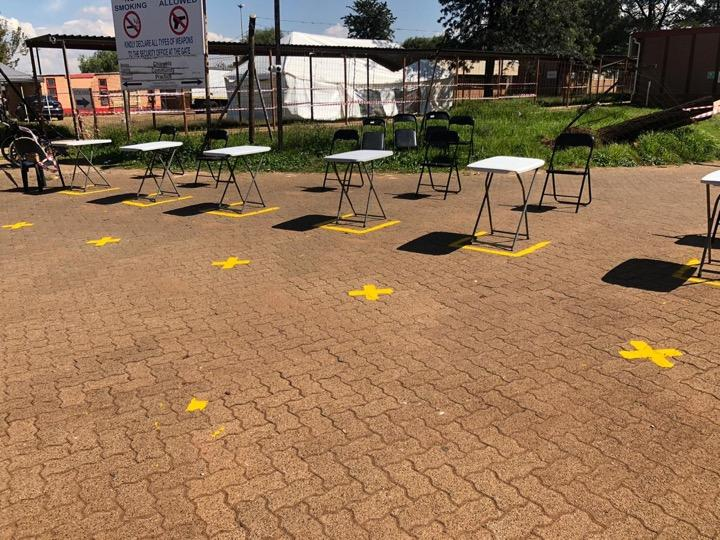 SMOKING ALLOWED
KINDLY DECLARE ALL TYPES OF WEAPONS
TO THE SECURITY OFFICE AT THE GATE